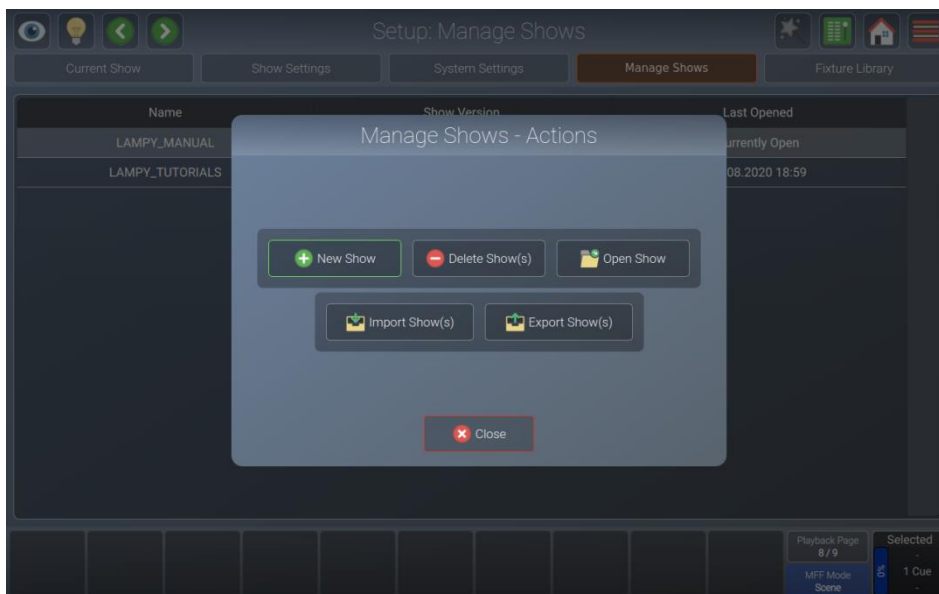 Setup: Manage Shows
Current Show Show Settings System Settings Manage Shows Fixture Library
Name Show Version Last Opened
Manage Shows - Actions
LAMPY_MANUAL urrently Open
LAMPY_TUTORIALS 08.2020 18:59
New Show Delete Show(s) Open Show
Import Show(s) Export Show(s)
Close
Playback Page Selected
8 / 9 -
MFF Mode 0% 1 Cue
Scene -